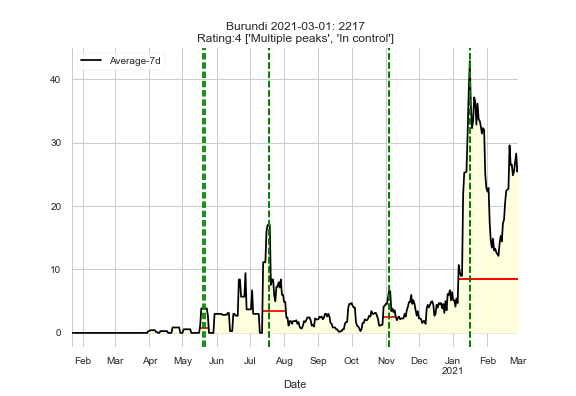 Burundi 2021-03-01: 2217
Rating:4 ['Multiple peaks', 'In control']
Average-7d
40
30
20
10
0
Feb Mar Apr May Jun Jul Aug Sep Oct Nov Dec Jan Feb Mar
2021
Date